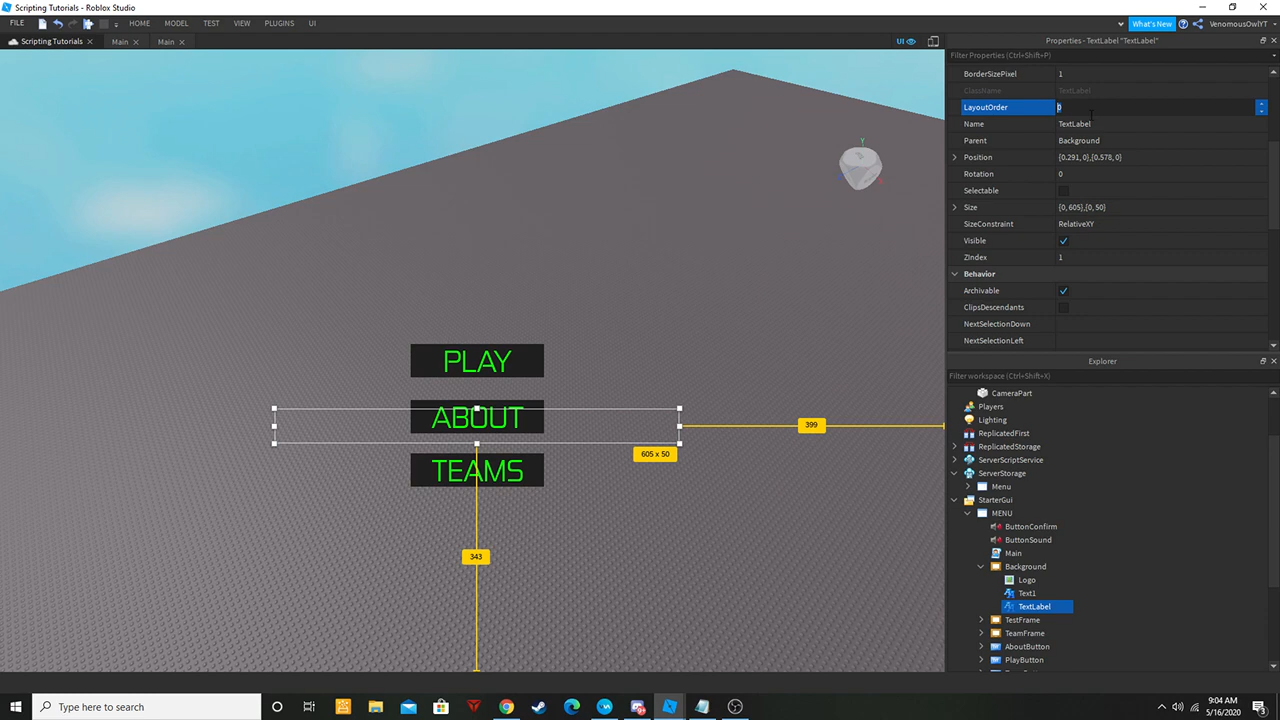 Scripting Tutorials - Roblox Studio
FILE HOME MODEL TEST VIEW PLUGINS UI What's New VenomousOwlYT
Scripting Tutorials Main Main UI
Properties - TextLabel "TextLabel"
Filter Properties (Ctrl+Shift+P)
BorderSizePixel 1
ClassName TextLabel
LayoutOrder 0
Name TextLabel
Parent Background
Position {0.291, 0},{0.578, 0}
Rotation 0
Selectable
Size {0, 605},{0, 50}
SizeConstraint RelativeXY
Visible
ZIndex 1
Behavior
Archivable
ClipsDescendants
NextSelectionDown
NextSelectionLeft
Explorer
Filter workspace (Ctrl+Shift+X)
CameraPart
Players
Lighting
ReplicatedFirst
ReplicatedStorage
ServerScriptService
ServerStorage
Menu
StarterGui
MENU
ButtonConfirm
ButtonSound
Main
Background
Logo
Text1
TextLabel
TestFrame
TeamFrame
AboutButton
PlayButton
Y
PLAY
ABOUT
TEAMS
399
605 x 50
343
Type here to search
9:04 AM
5/16/2020